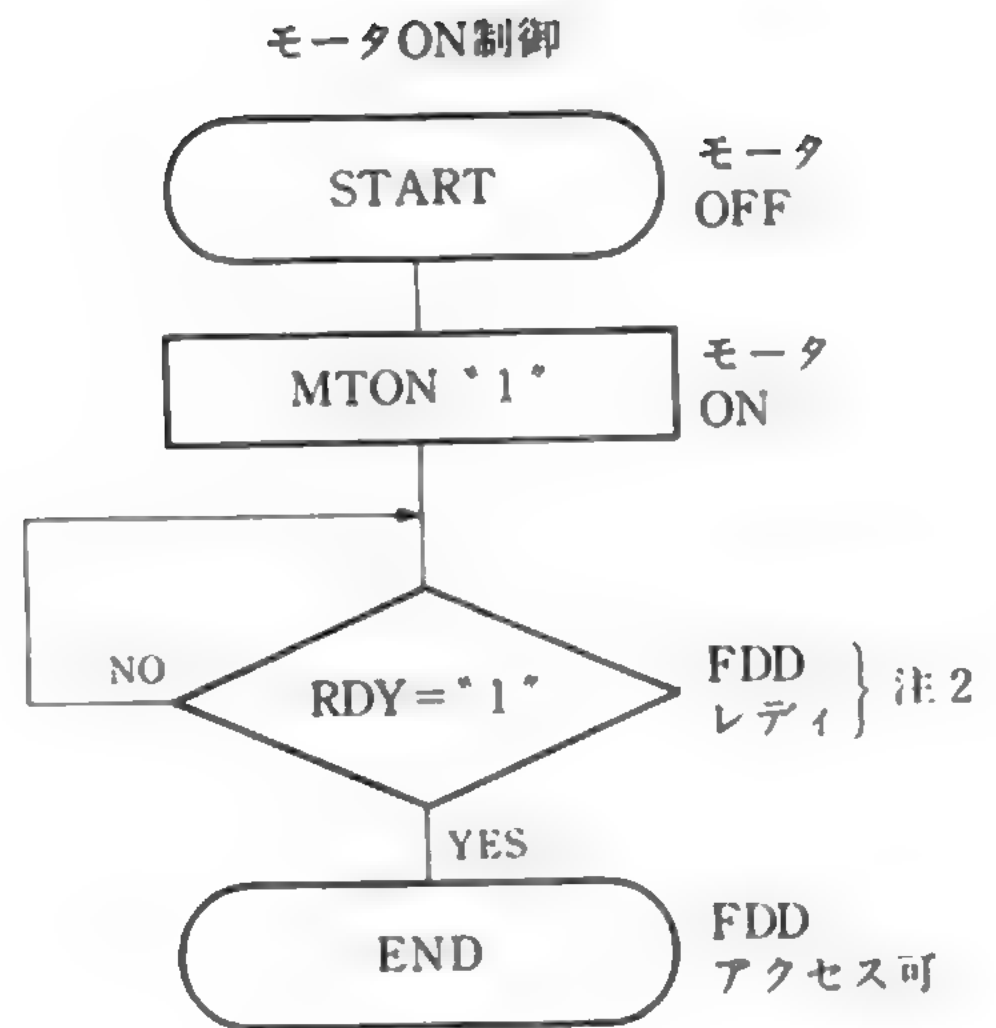 モータON制御
START
モータ
OFF
MTON “1”
モータ
ON
NO
RDY=“1”
FDD
レディ
注2
YES
END
FDD
アクセス可